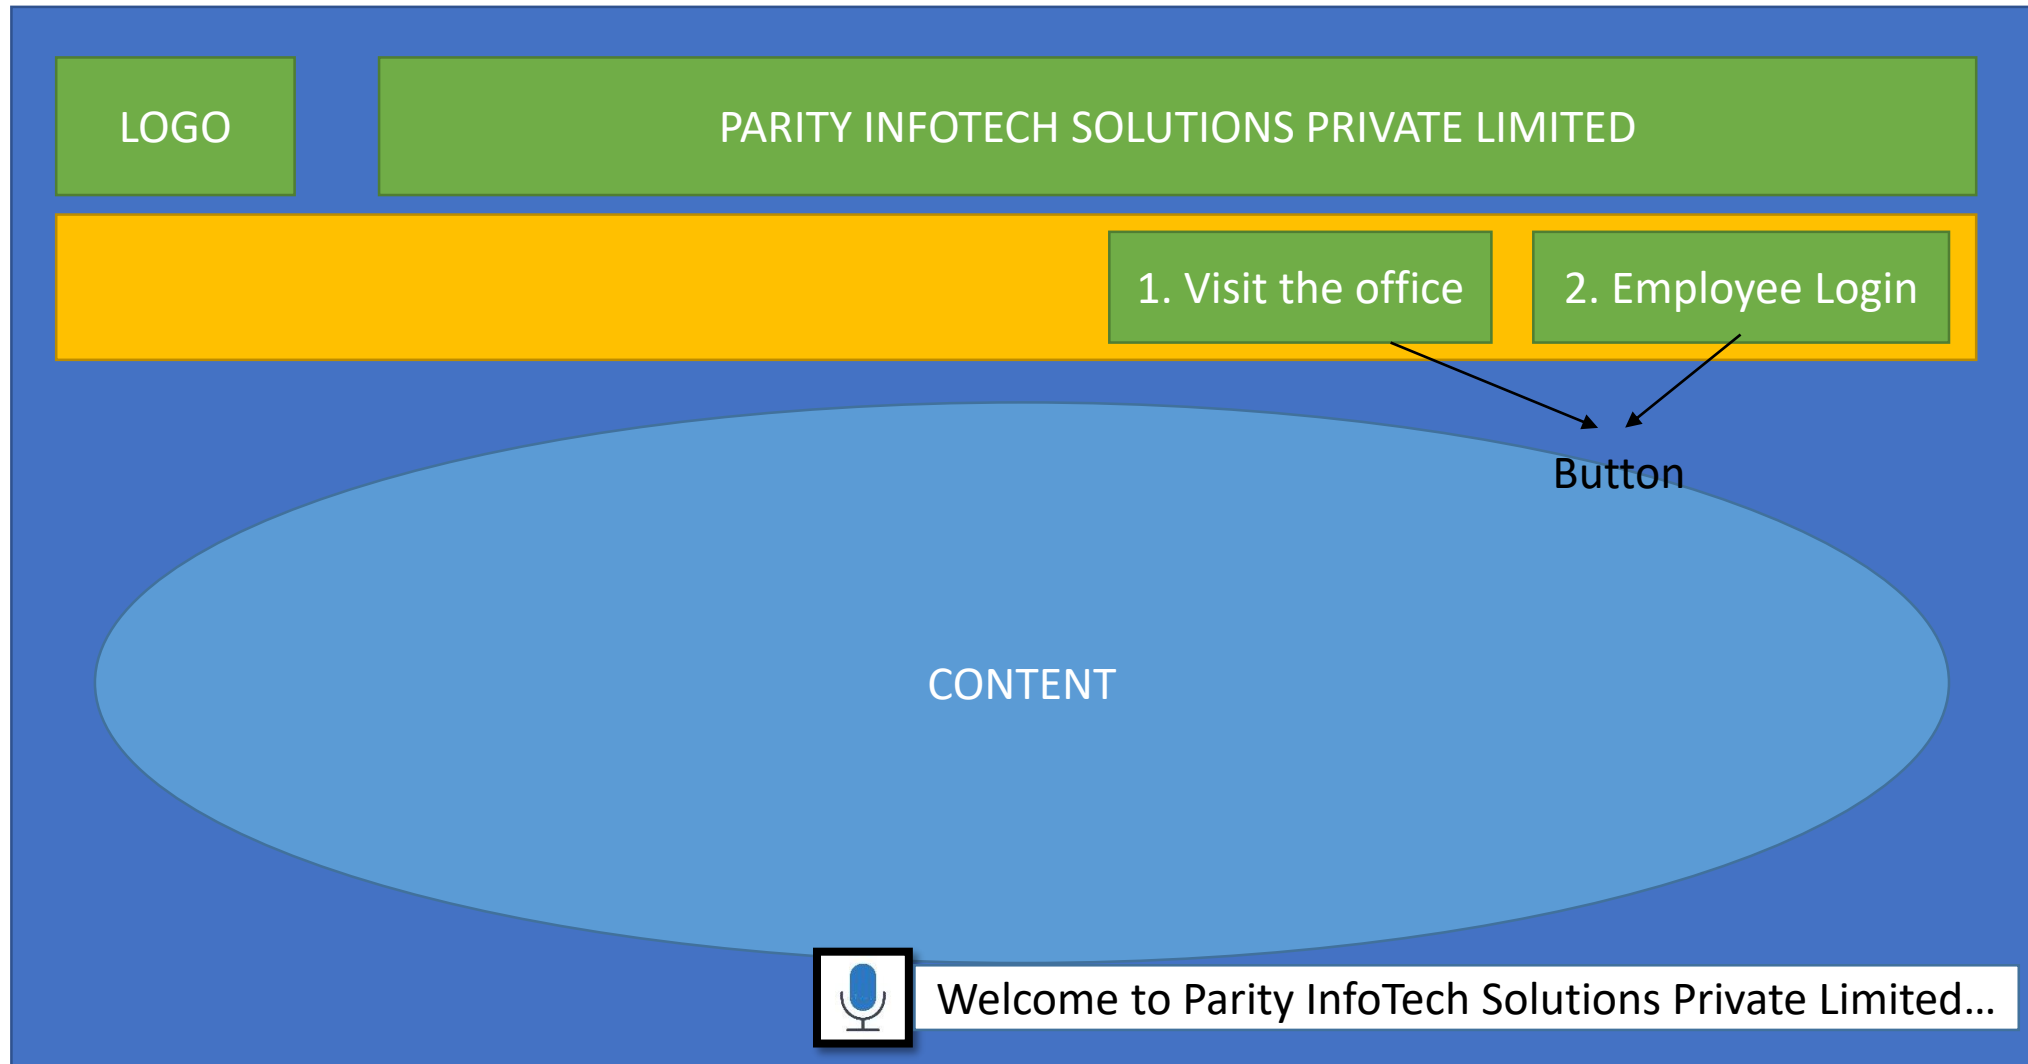 LOGO
PARITY INFOTECH SOLUTIONS PRIVATE LIMITED
1. Visit the office
2. Employee Login
Button
CONTENT
Welcome to Parity InfoTech Solutions Private Limited...